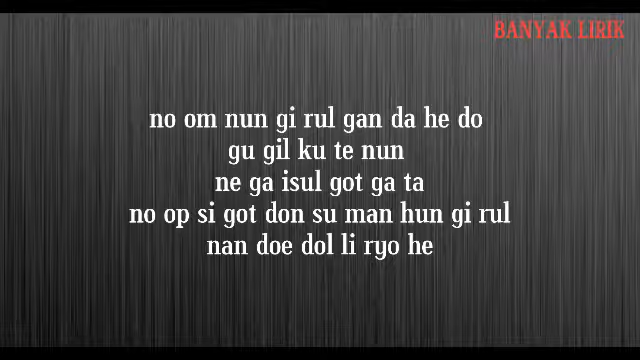 BANYAK LIRIK
no om nun gi rul gan da he do
gu gil ku te nun
ne ga isul got ga ta
no op si got don su man hun gi rul
nan doe dol li ryo he